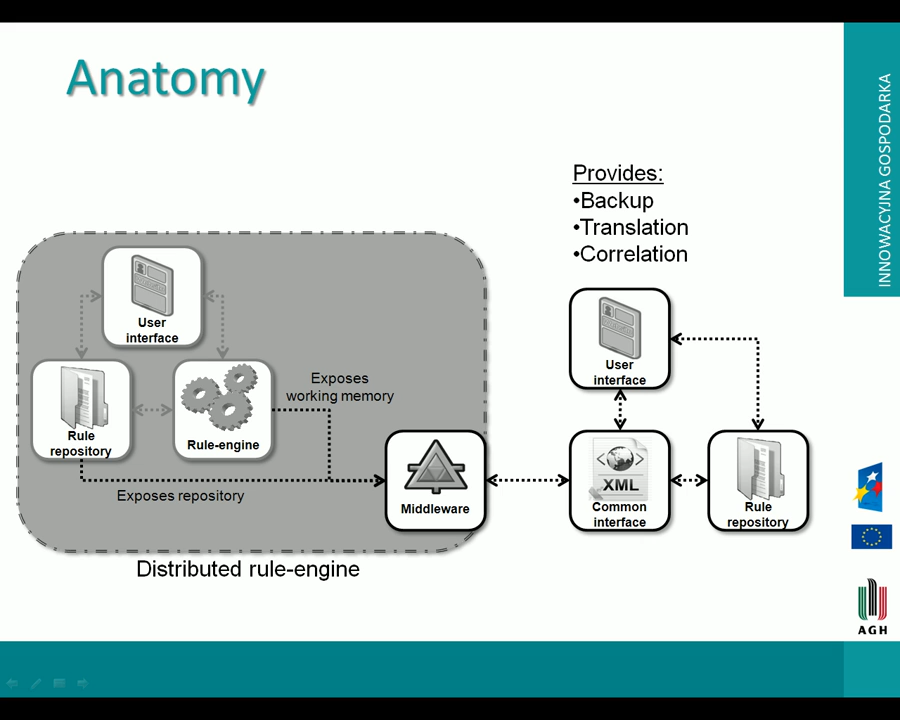 Anatomy
INNOWACYJNA GOSPODARKA
Provides:
•Backup
•Translation
•Correlation
User
interface
Rule
repository
Rule-engine
Exposes
working memory
Exposes repository
Middleware
Distributed rule-engine
User
interface
XML
Common
interface
Rule
repository
AGH